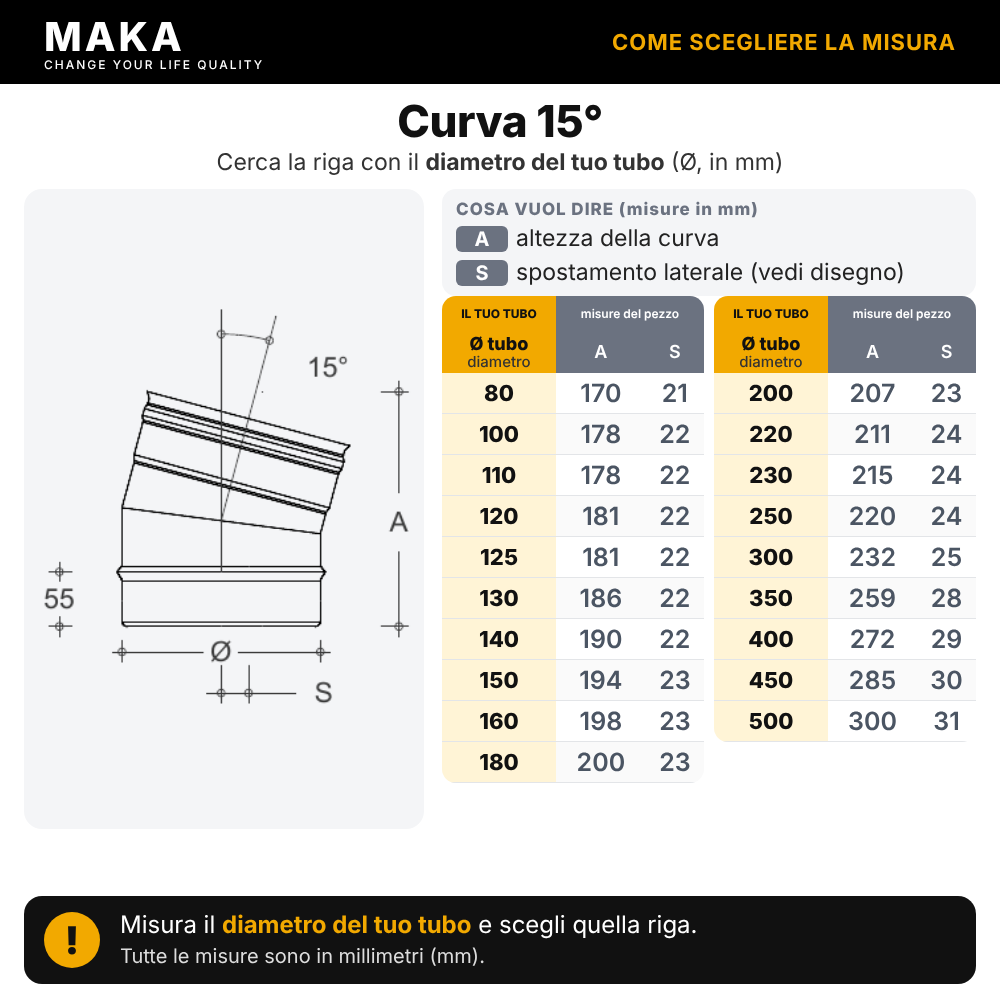 MAKA
CHANGE YOUR LIFE QUALITY
COME SCEGLIERE LA MISURA
Curva 15°
Cerca la riga con il diametro del tuo tubo (Ø, in mm)
15°
A
55
Ø
S
COSA VUOL DIRE (misure in mm)
A altezza della curva
S spostamento laterale (vedi disegno)
IL TUO TUBO misure del pezzo
Ø tubo diametro A S
80 170 21
100 178 22
110 178 22
120 181 22
125 181 22
130 186 22
140 190 22
150 194 23
160 198 23
180 200 23
IL TUO TUBO misure del pezzo
Ø tubo diametro A S
200 207 23
220 211 24
230 215 24
250 220 24
300 232 25
350 259 28
400 272 29
450 285 30
500 300 31
! Misura il diametro del tuo tubo e scegli quella riga.
Tutte le misure sono in millimetri (mm).